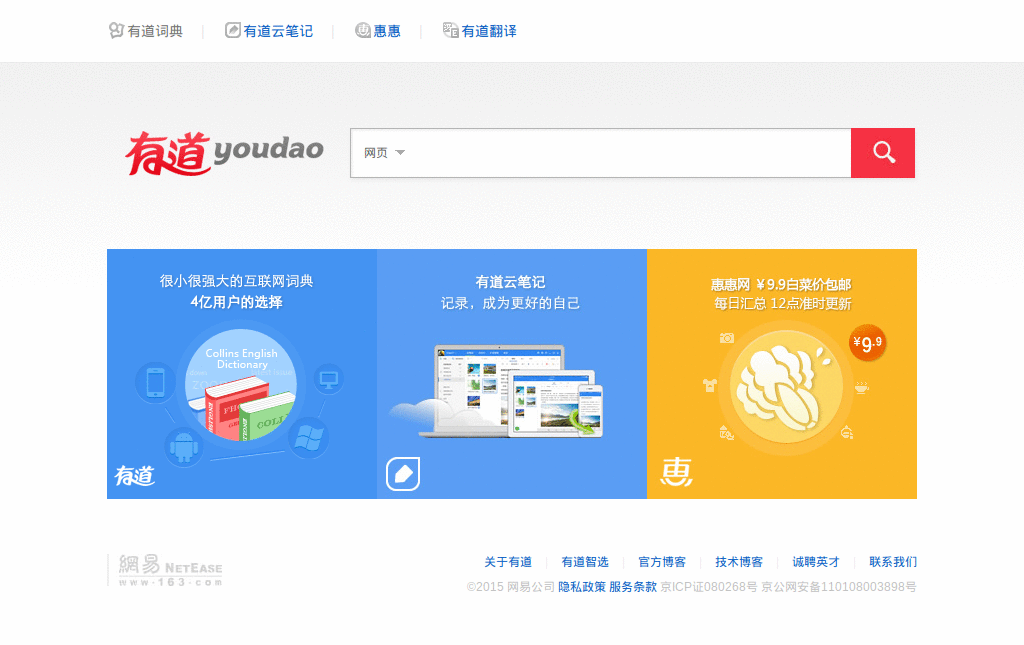 有道词典 有道云笔记 惠惠 有道翻译
有道 youdao
网页
很小很强大的互联网词典
4亿用户的选择
Collins English
Dictionary
有道
有道云笔记
记录，成为更好的自己
惠惠网 ￥9.9白菜价包邮
每日汇总 12点准时更新
¥9.9
惠
網易 NETEASE
www.163.com
关于有道 有道智选 官方博客 技术博客 诚聘英才 联系我们
©2015 网易公司 隐私政策 服务条款 京ICP证080268号 京公网安备110108003898号